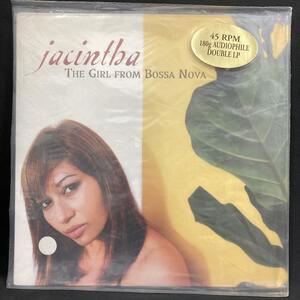 jacintha
THE GIRL FROM BOSSA NOVA
45 RPM
180g AUDIOPHILE
DOUBLE LP